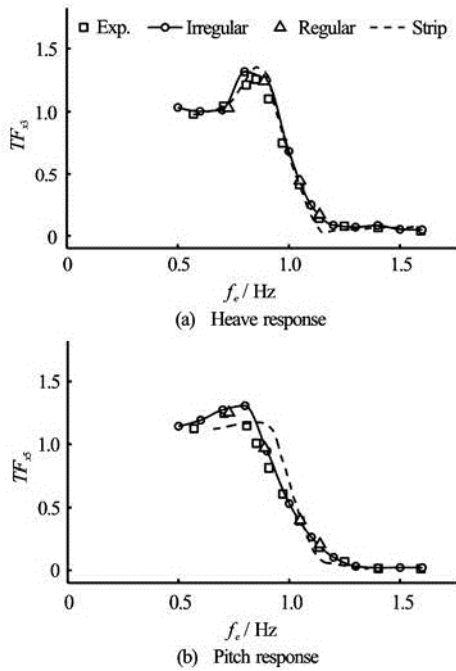 (a)
Exp. Irregular Regular Strip
1.5
1.0
0.5
0
TFx3
0 0.5 1.0 1.5
fe / Hz
(a) Heave response
1.5
1.0
0.5
0
TFx5
0 0.5 1.0 1.5
fe / Hz
(b) Pitch response